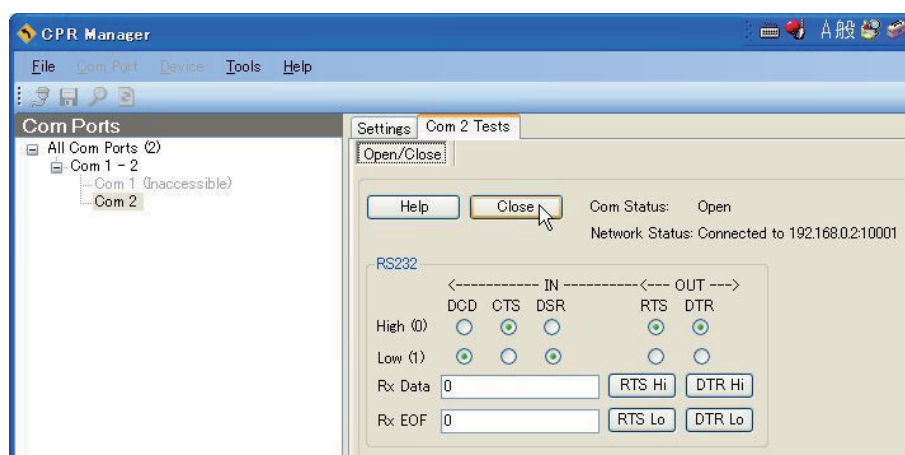 CPR Manager
A般
File Com Port Device Tools Help
Com Ports
All Com Ports (2)
Com 1 - 2
Com 1 (Inaccessible)
Com 2
Settings Com 2 Tests
Open/Close
Help Close Com Status: Open
Network Status: Connected to 192.168.0.2:10001
RS232
<----------- IN ----------<--- OUT --->
DCD CTS DSR RTS DTR
High (0)
Low (1)
Rx Data 0 RTS Hi DTR Hi
Rx EOF 0 RTS Lo DTR Lo